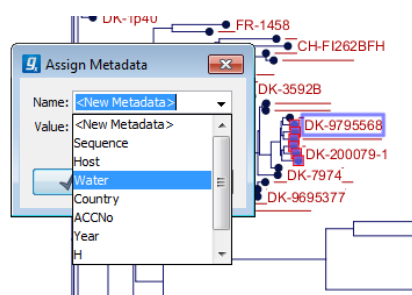 DK-1p40
FR-1458
CH-FI262BFH
Assign Metadata
DK-3592B
Name: <New Metadata>
Value:
<New Metadata>
Sequence
Host
Water
Country
ACCNo
Year
H
DK-9795568
DK-200079-1
DK-7974
DK-9695377